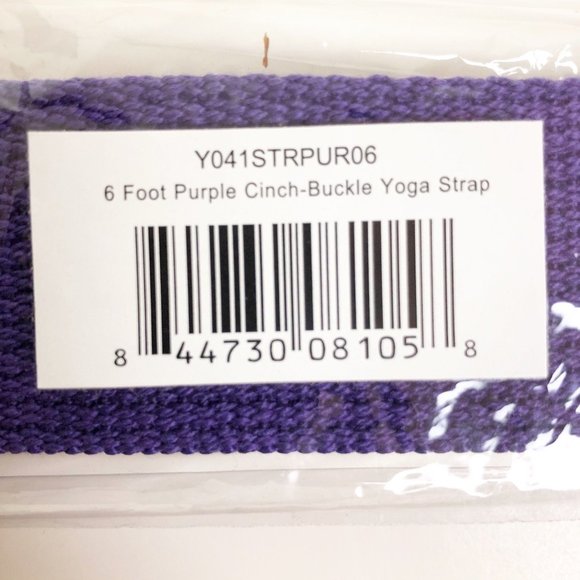 Y041STRPUR06
6 Foot Purple Cinch-Buckle Yoga Strap
8 44730 08105 8